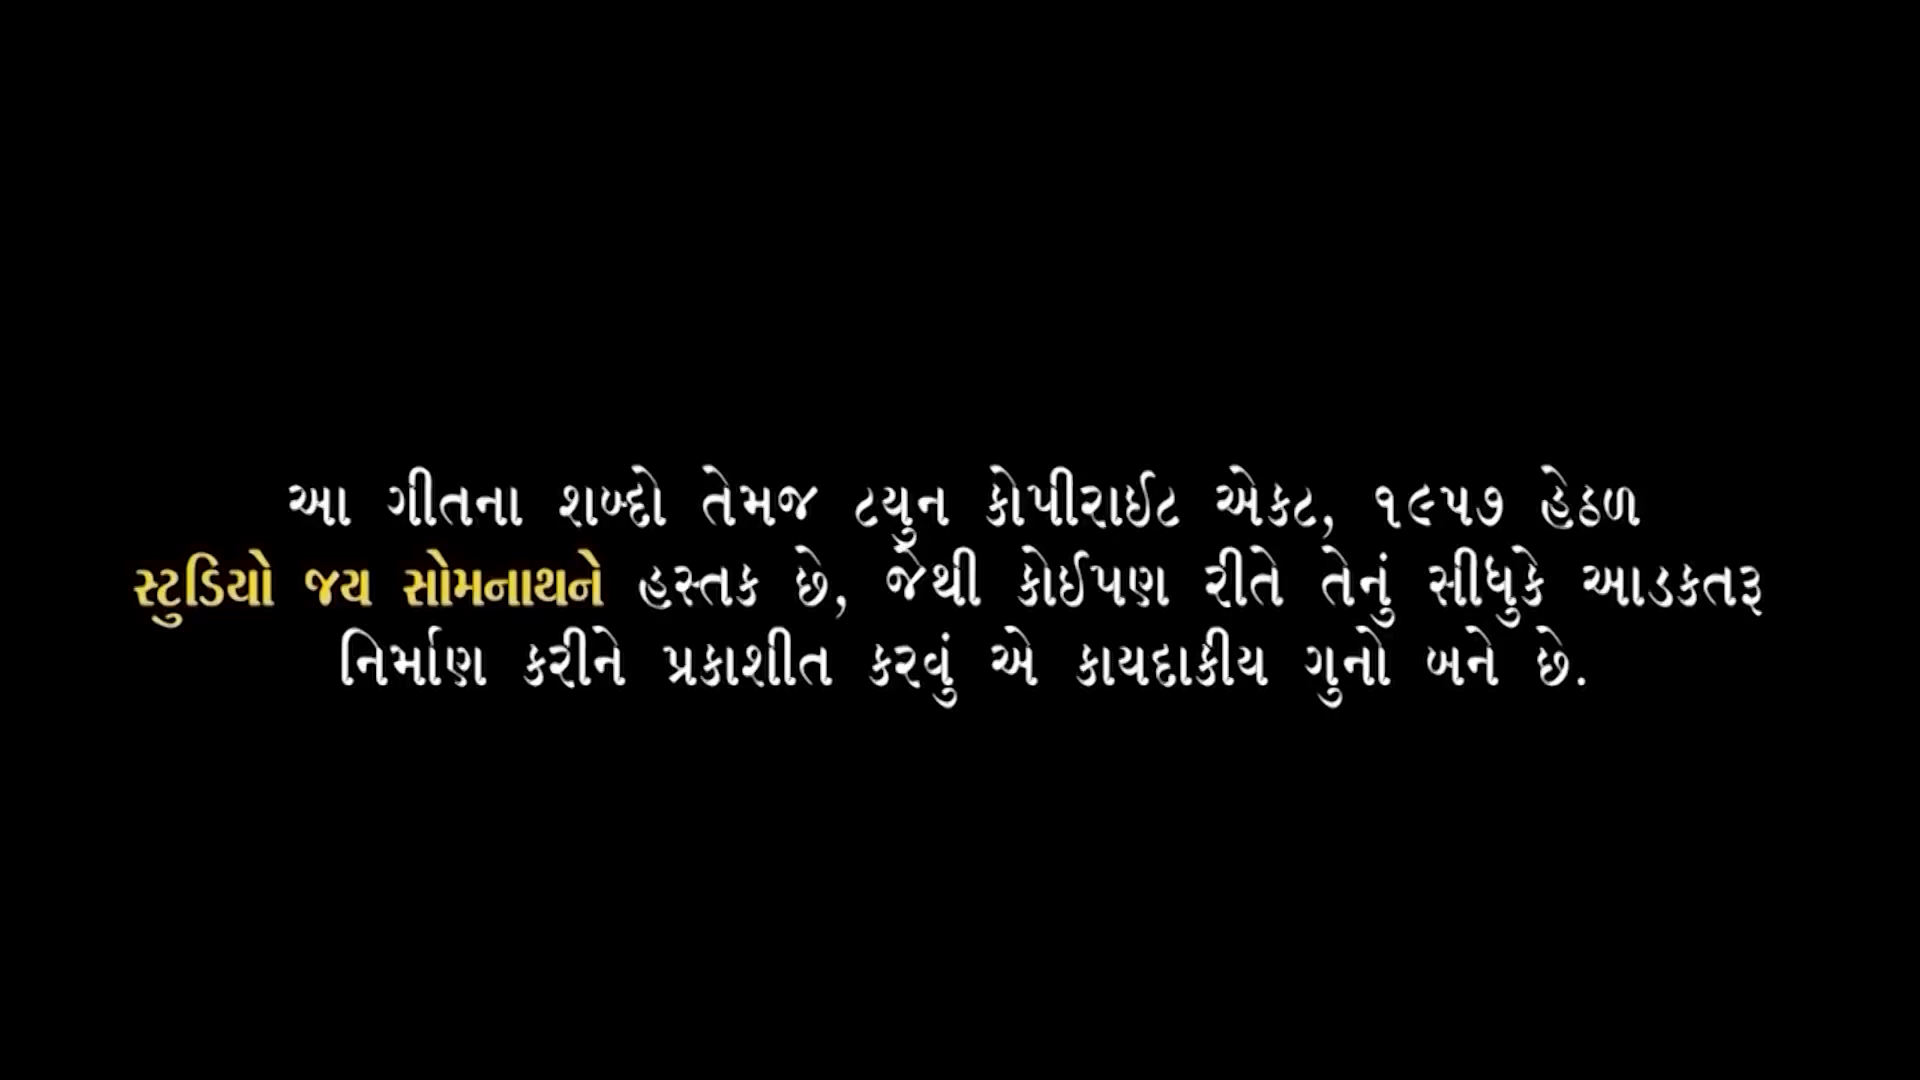 આ ગીતના શબ્દો તેમજ ટયુન કોપીરાઈટ એકટ, ૧૯૫૭ હેઠળ
સ્ટુડિયો જય સોમનાથને હસ્તક છે, જેથી કોઈપણ રીતે તેનું સીધુકે આડકતરૂ
નિર્માણ કરીને પ્રકાશીત કરવું એ કાયદાકીય ગુનો બને છે.